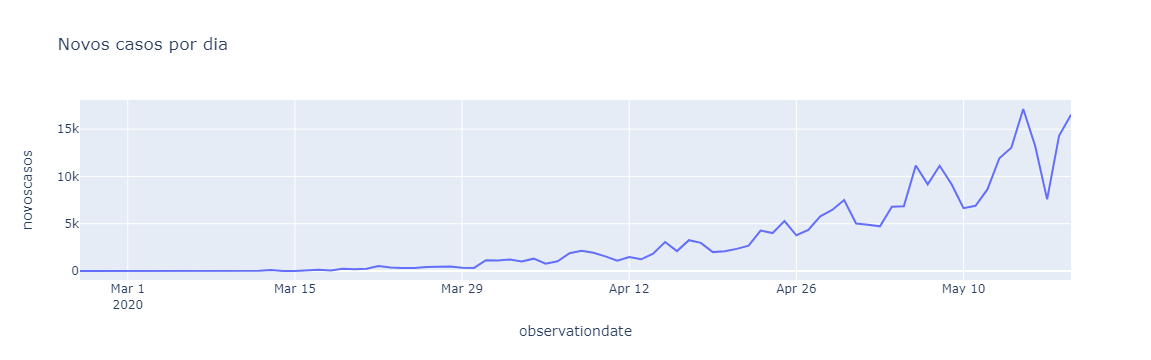 Novos casos por dia
novoscasos
15k
10k
5k
0
Mar 1
2020
Mar 15
Mar 29
Apr 12
Apr 26
May 10
observationdate